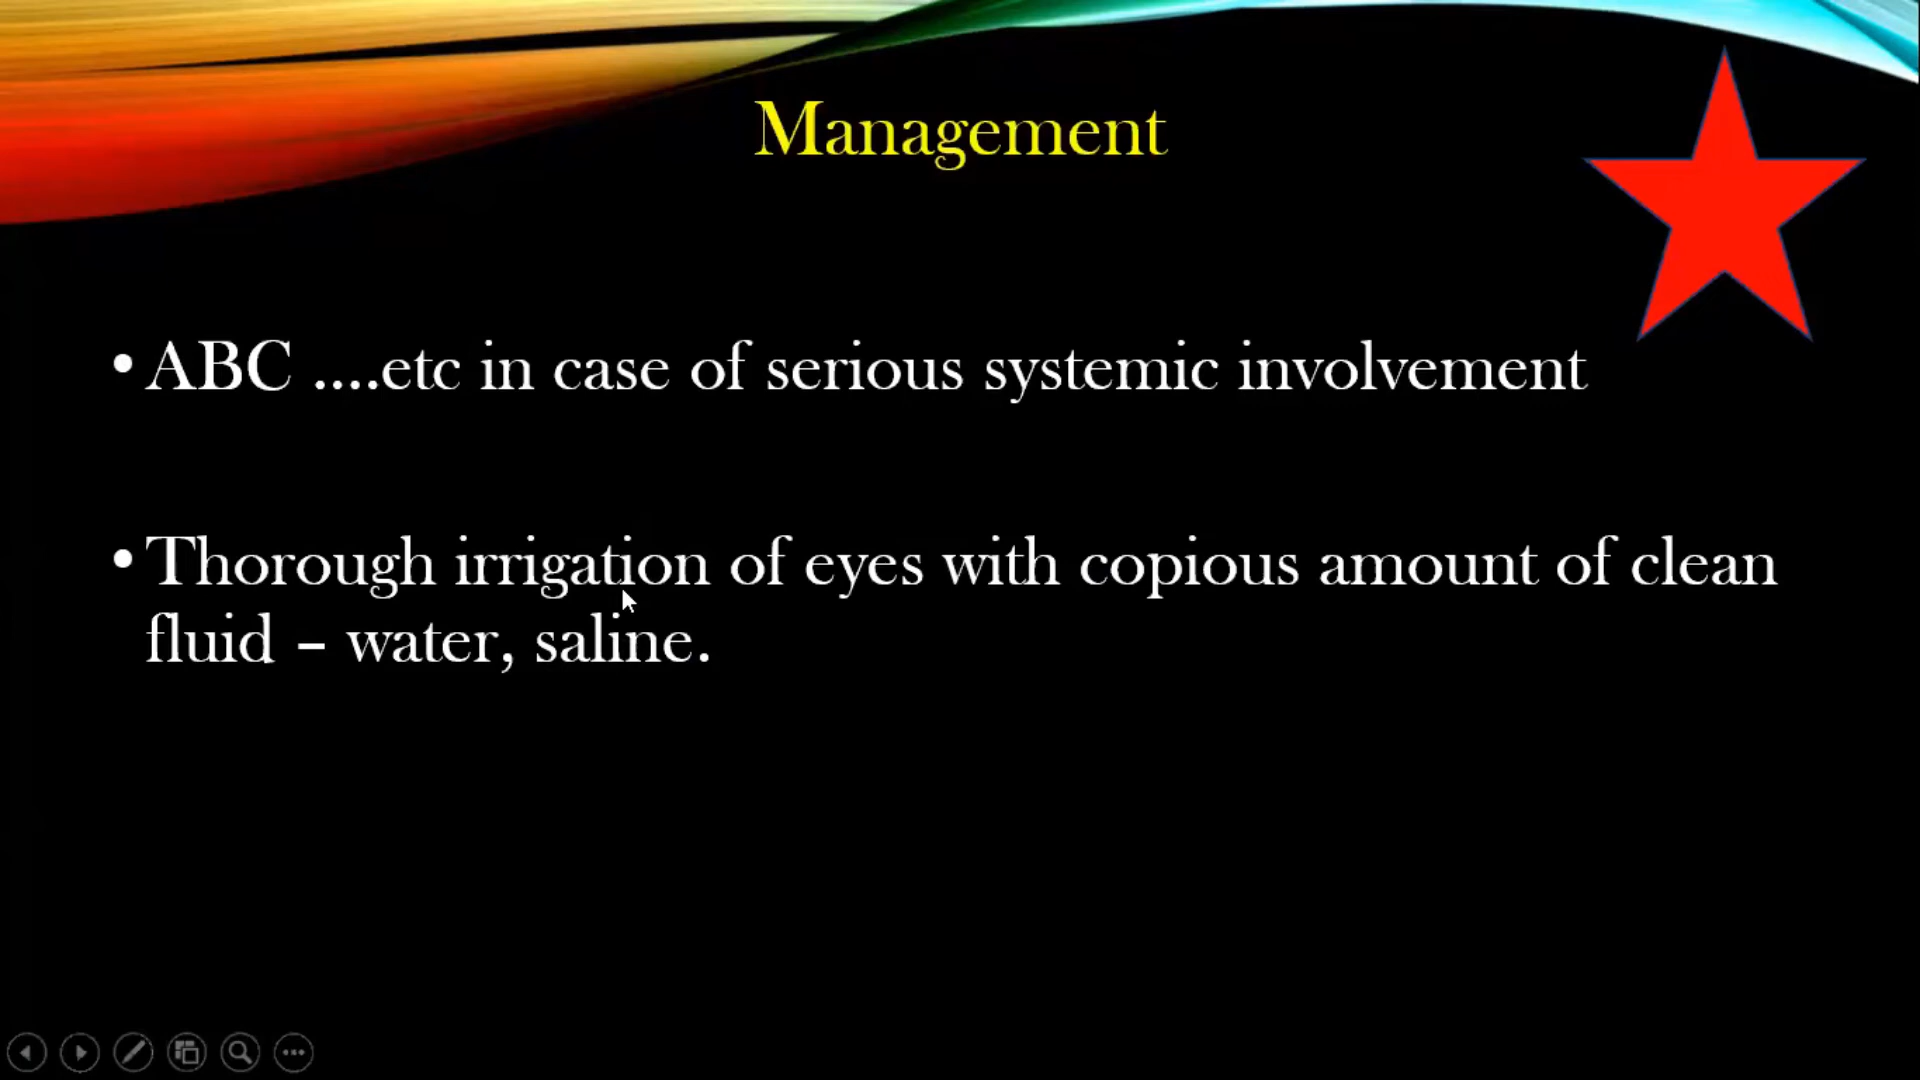 Management
• ABC ....etc in case of serious systemic involvement
• Thorough irrigation of eyes with copious amount of clean
fluid – water, saline.